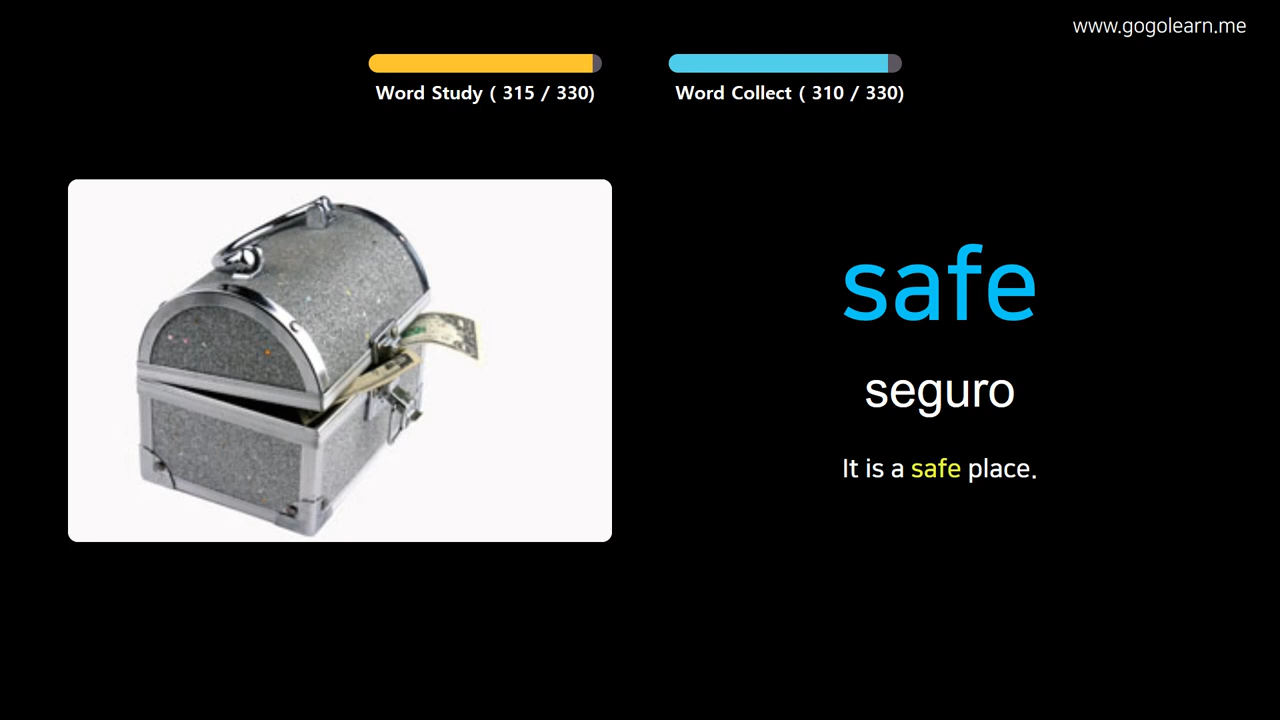 www.gogolearn.me
Word Study ( 315 / 330)
Word Collect ( 310 / 330)
safe
seguro
It is a safe place.